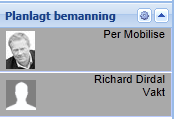 Planlagt bemanning
Per Mobilise
Richard Dirdal
Vakt